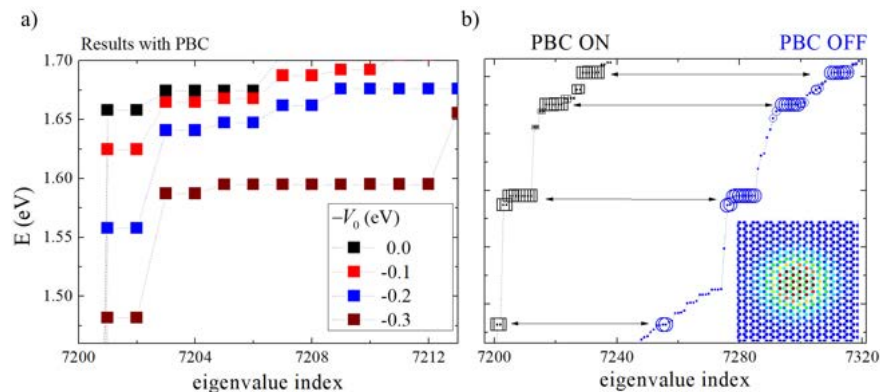 a)
Results with PBC
1.70
1.65
1.60
1.55
1.50
E (eV)
−V0 (eV)
0.0
-0.1
-0.2
-0.3
7200
7204
7208
7212
eigenvalue index
b)
PBC ON
PBC OFF
7200
7240
7280
7320
eigenvalue index